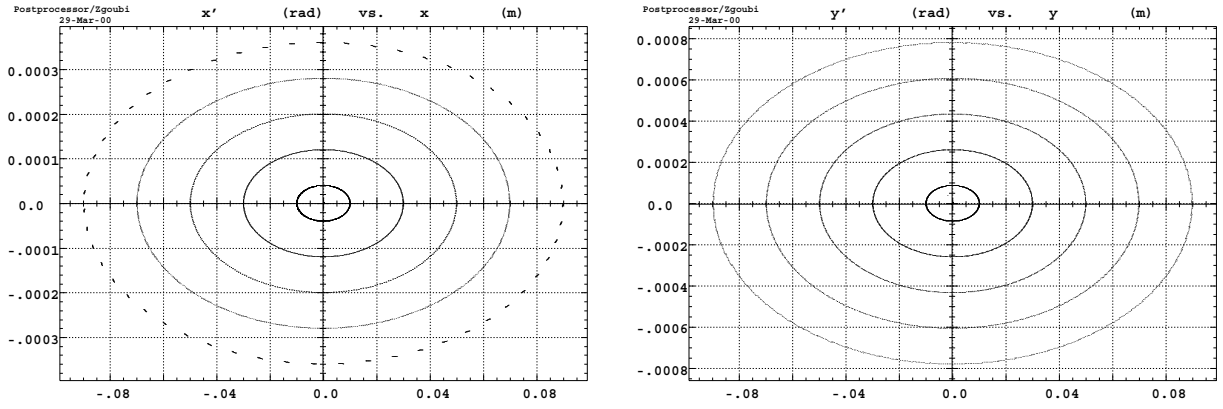 Postprocessor/Zgoubi
29-Mar-00
x' (rad) vs. x (m)
0.0003
0.0002
0.0001
0.0
-.0001
-.0002
-.0003
-.08 -.04 0.0 0.04 0.08
Postprocessor/Zgoubi
29-Mar-00
y' (rad) vs. y (m)
0.0008
0.0006
0.0004
0.0002
0.0
-.0002
-.0004
-.0006
-.0008
-.08 -.04 0.0 0.04 0.08